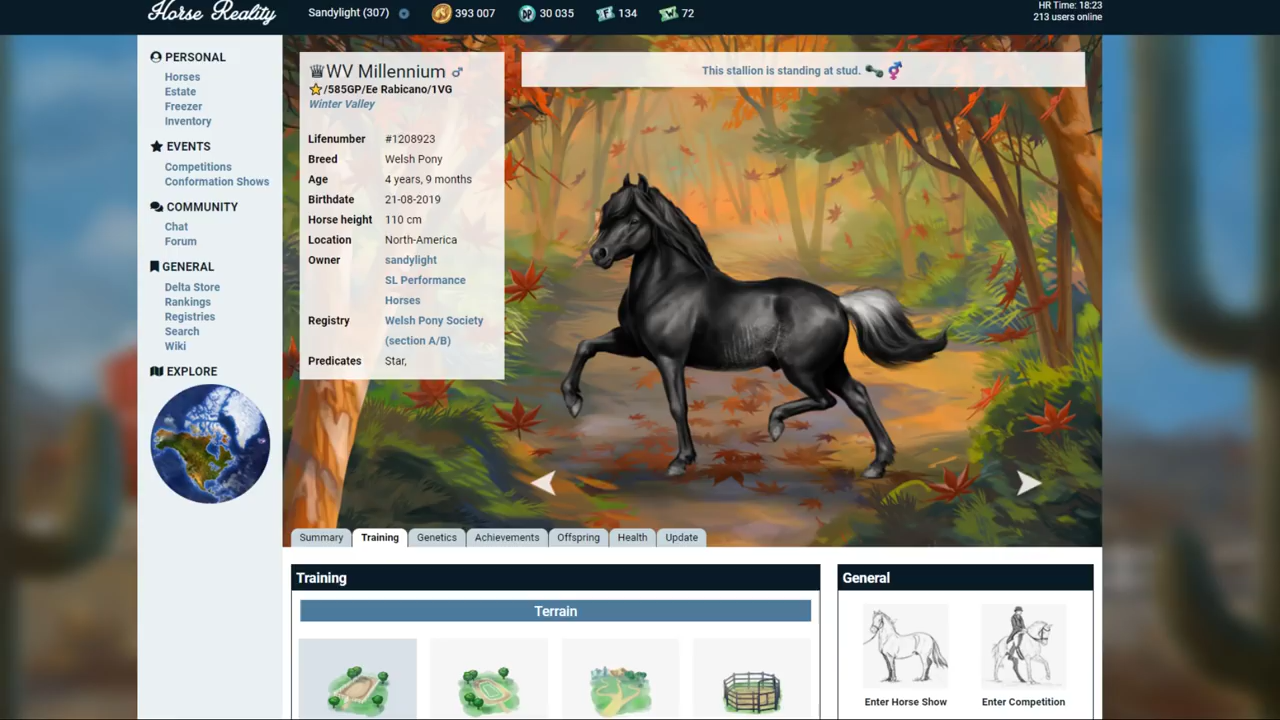 Horse Reality
Sandylight (307)
393 007
DP
30 035
134
72
HR Time: 18:23
213 users online
PERSONAL
Horses
Estate
Freezer
Inventory
EVENTS
Competitions
Conformation Shows
COMMUNITY
Chat
Forum
GENERAL
Delta Store
Rankings
Registries
Search
Wiki
EXPLORE
WV Millennium
/585GP/Ee Rabicano/1VG
Winter Valley
Lifenumber #1208923
Breed Welsh Pony
Age 4 years, 9 months
Birthdate 21-08-2019
Horse height 110 cm
Location North-America
Owner sandylight
SL Performance
Horses
Registry Welsh Pony Society
(section A/B)
Predicates Star,
This stallion is standing at stud.
Summary Training Genetics Achievements Offspring Health Update
Training
Terrain
General
Enter Horse Show
Enter Competition